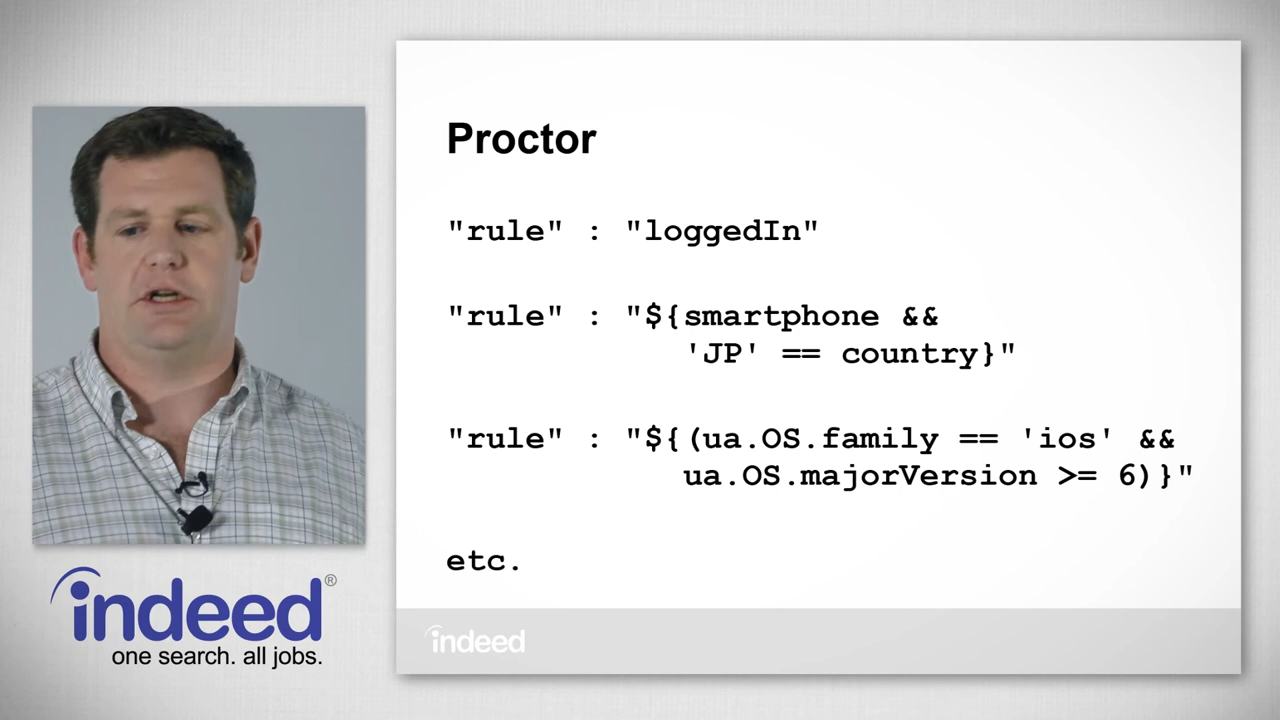 Proctor
"rule" : "loggedIn"
"rule" : "${smartphone &&
'JP' == country}"
"rule" : "${(ua.OS.family == 'ios' &&
ua.OS.majorVersion >= 6)}"
etc.
indeed
indeed®
one search. all jobs.